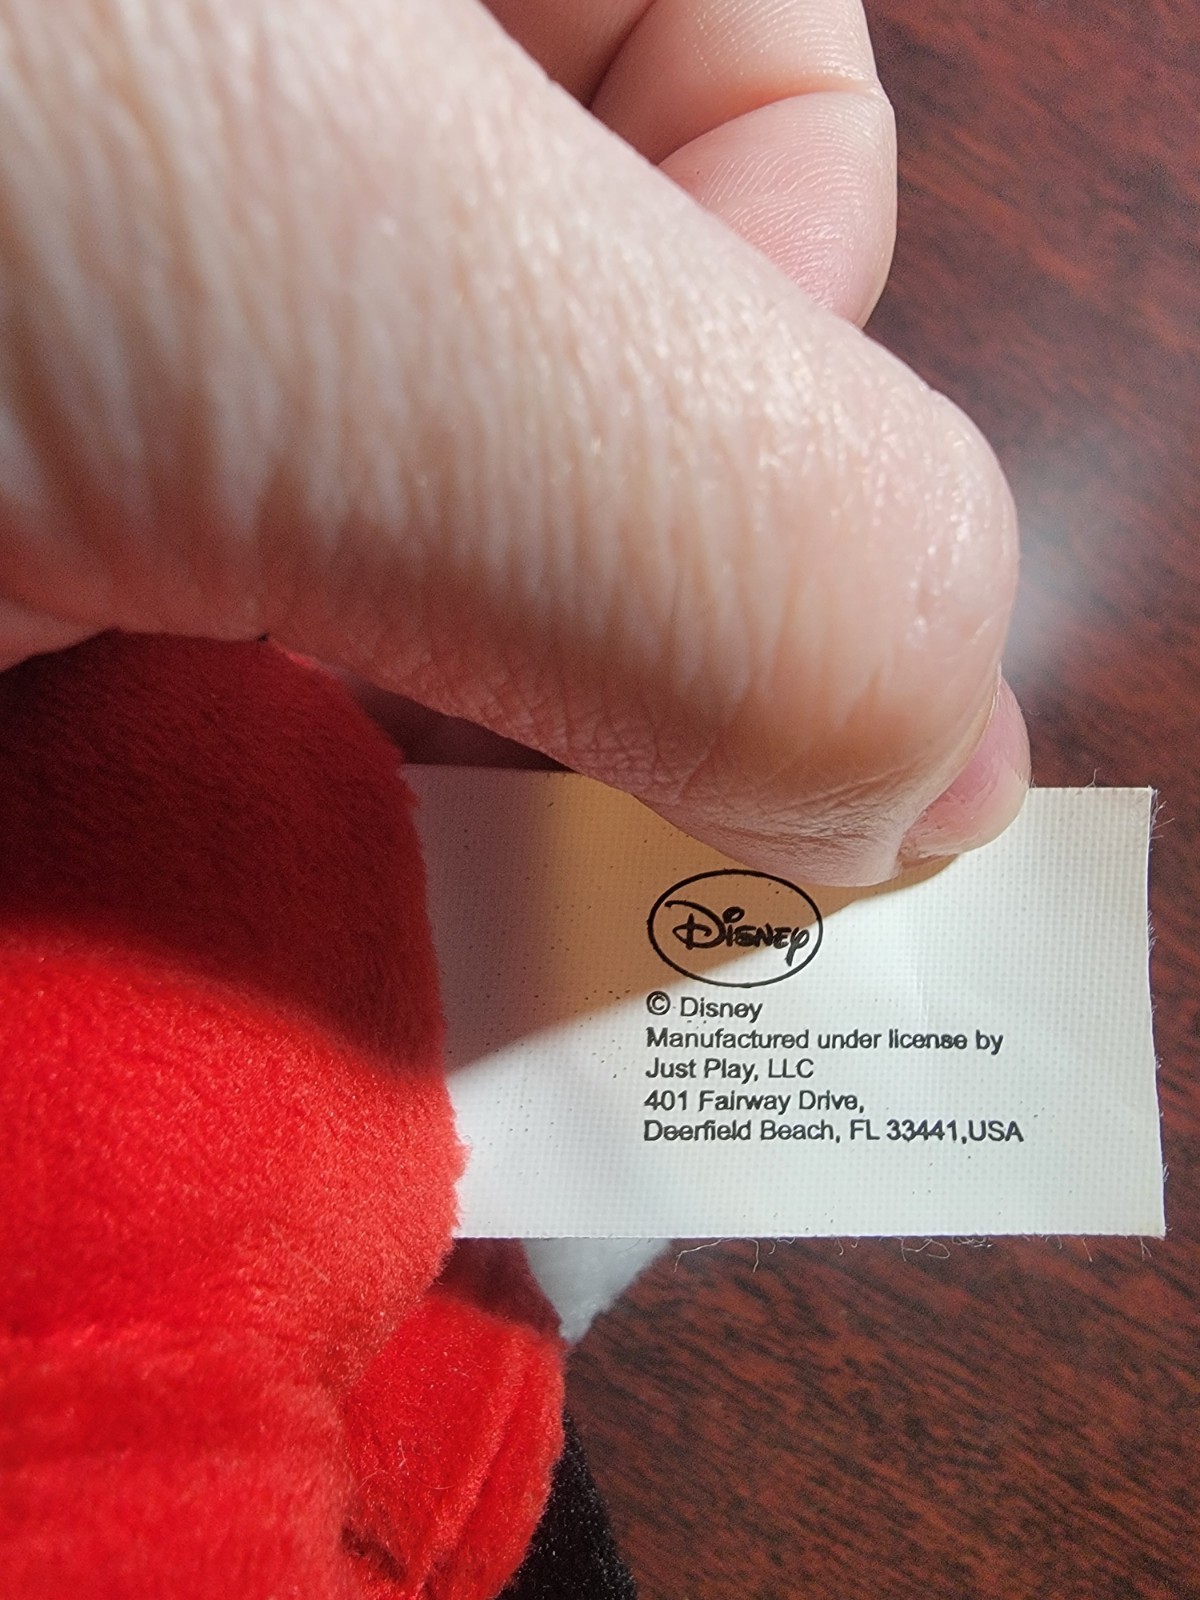 Disney
© Disney
Manufactured under license by
Just Play, LLC
401 Fairway Drive,
Deerfield Beach, FL 33441,USA